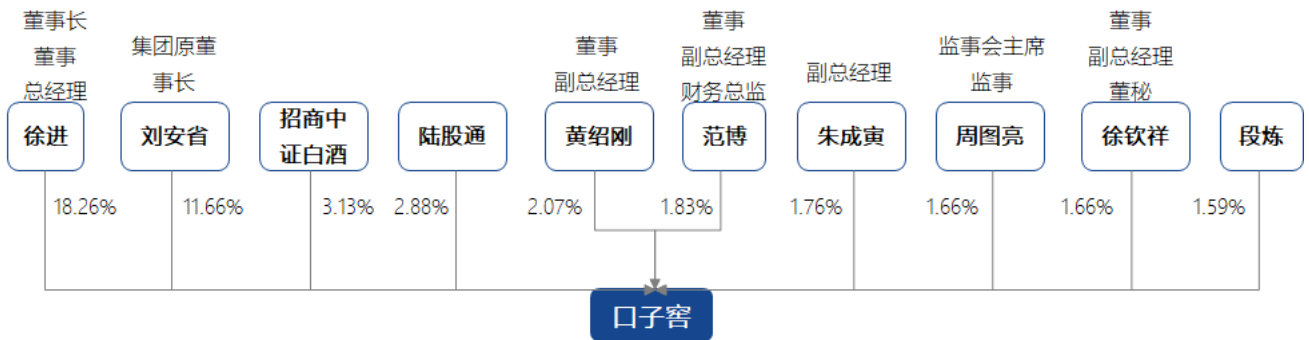 董事长
董事
总经理
集团原董
事长
董事
副总经理
董事
副总经理
财务总监
副总经理
监事会主席
监事
董事
副总经理
董秘
徐进
刘安省
招商中
证白酒
陆股通
黄绍刚
范博
朱成寅
周图亮
徐钦祥
段炼
18.26%
11.66%
3.13%
2.88%
2.07%
1.83%
1.76%
1.66%
1.66%
1.59%
口子窖